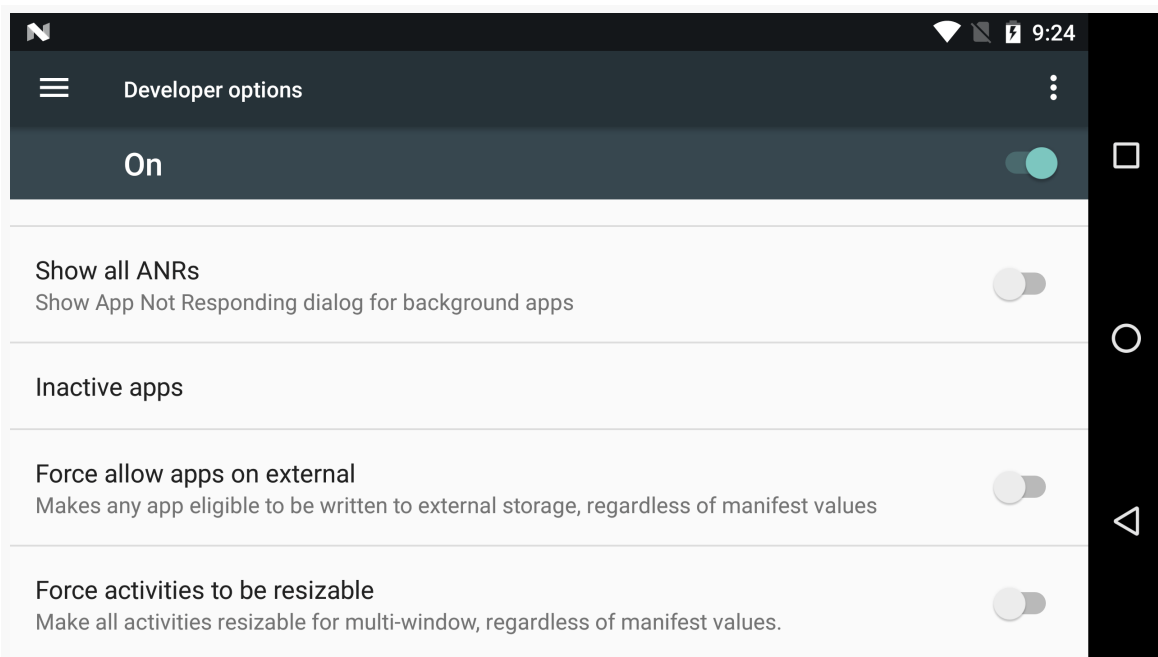 9:24
Developer options
On
Show all ANRs
Show App Not Responding dialog for background apps
Inactive apps
Force allow apps on external
Makes any app eligible to be written to external storage, regardless of manifest values
Force activities to be resizable
Make all activities resizable for multi-window, regardless of manifest values.